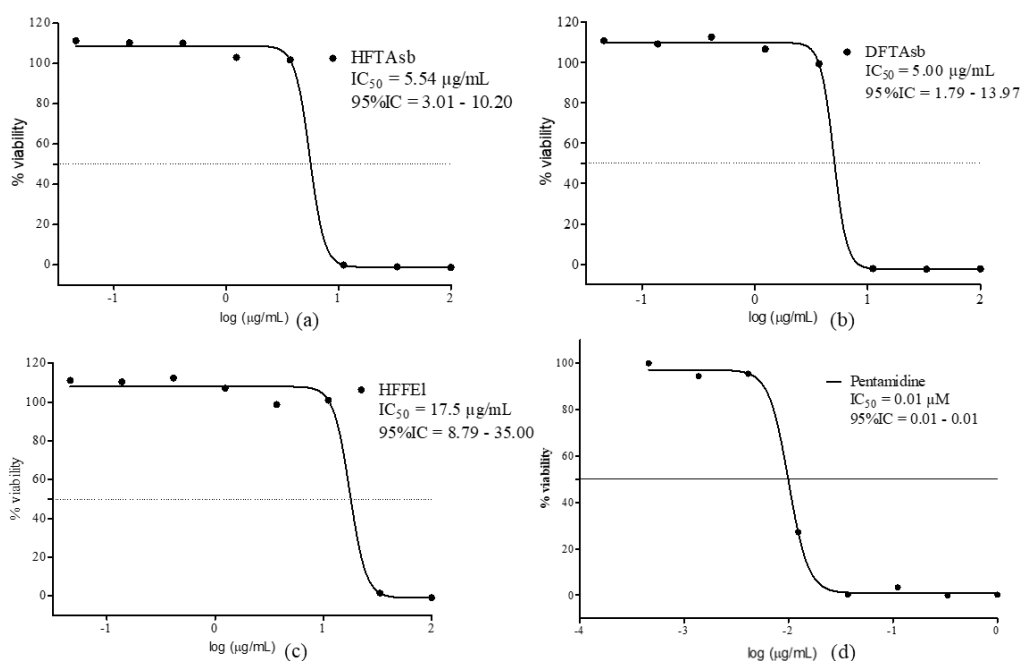 120
100
80
60
40
20
0
% viability
-1
0
1
2
log (µg/mL)
(a)
HFTAsb
IC50 = 5.54 µg/mL
95%IC = 3.01 - 10.20
120
100
80
60
40
20
0
% viability
-1
0
1
2
log (µg/mL)
(b)
DFTAsb
IC50 = 5.00 µg/mL
95%IC = 1.79 - 13.97
120
100
80
60
40
20
0
% viability
-1
0
1
2
log (µg/mL)
(c)
HFFEl
IC50 = 17.5 µg/mL
95%IC = 8.79 - 35.00
100
80
60
40
20
0
% viability
-4
-3
-2
-1
0
log (µg/mL)
(d)
Pentamidine
IC50 = 0.01 µM
95%IC = 0.01 - 0.01